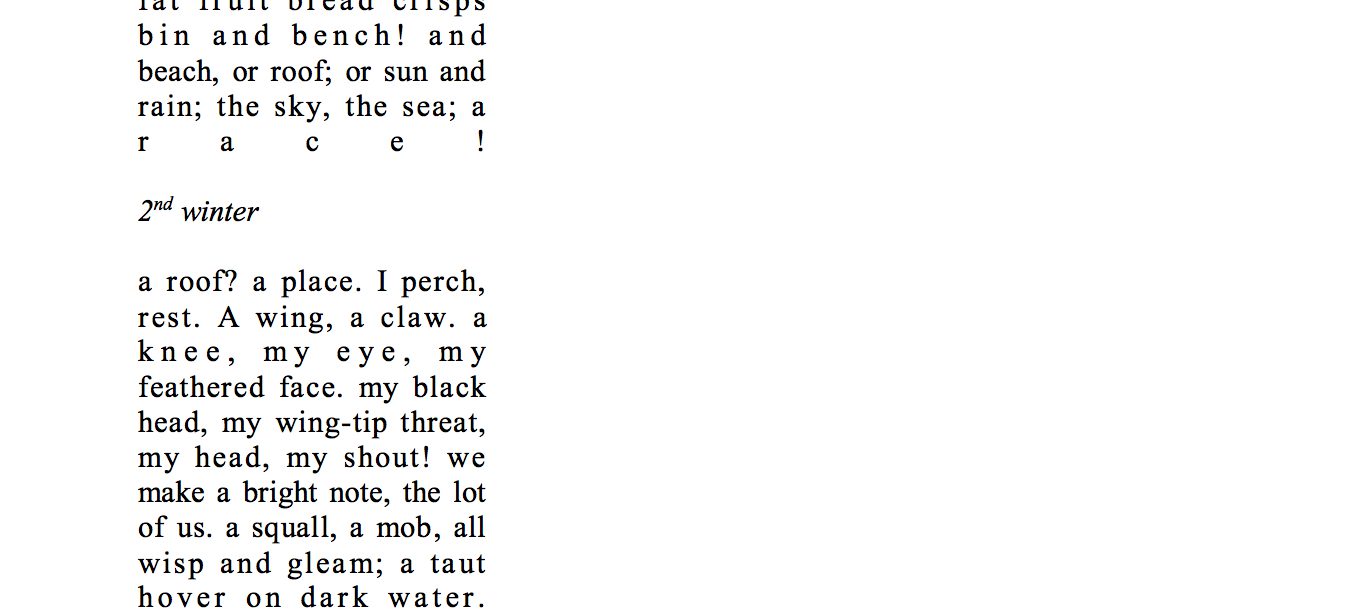 fat fruit bread crisps
bin and bench! and
beach, or roof; or sun and
rain; the sky, the sea; a
r a c e !
2nd winter
a roof? a place. I perch,
rest. A wing, a claw. a
knee, my eye, my
feathered face. my black
head, my wing-tip threat,
my head, my shout! we
make a bright note, the lot
of us. a squall, a mob, all
wisp and gleam; a taut
hover on dark water.